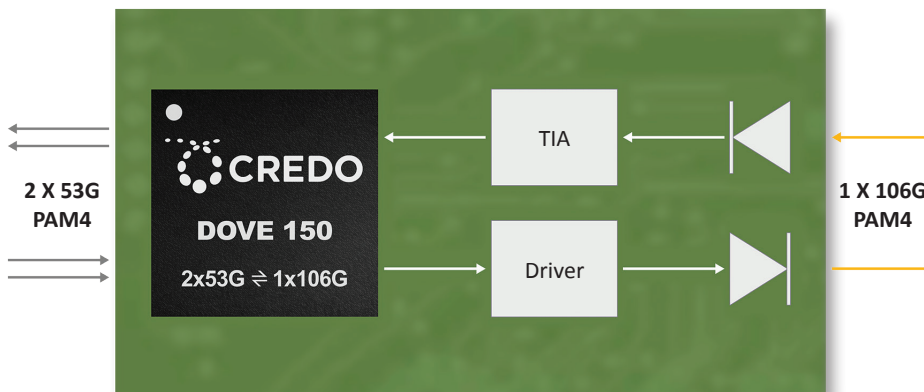 2 X 53G
PAM4
CREDO
DOVE 150
2x53G ⇌ 1x106G
TIA
Driver
1 X 106G
PAM4